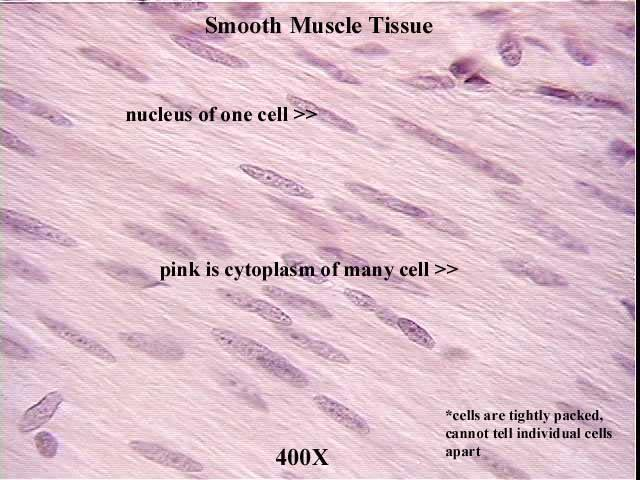 Smooth Muscle Tissue
nucleus of one cell >>
pink is cytoplasm of many cell >>
*cells are tightly packed,
cannot tell individual cells
apart
400X